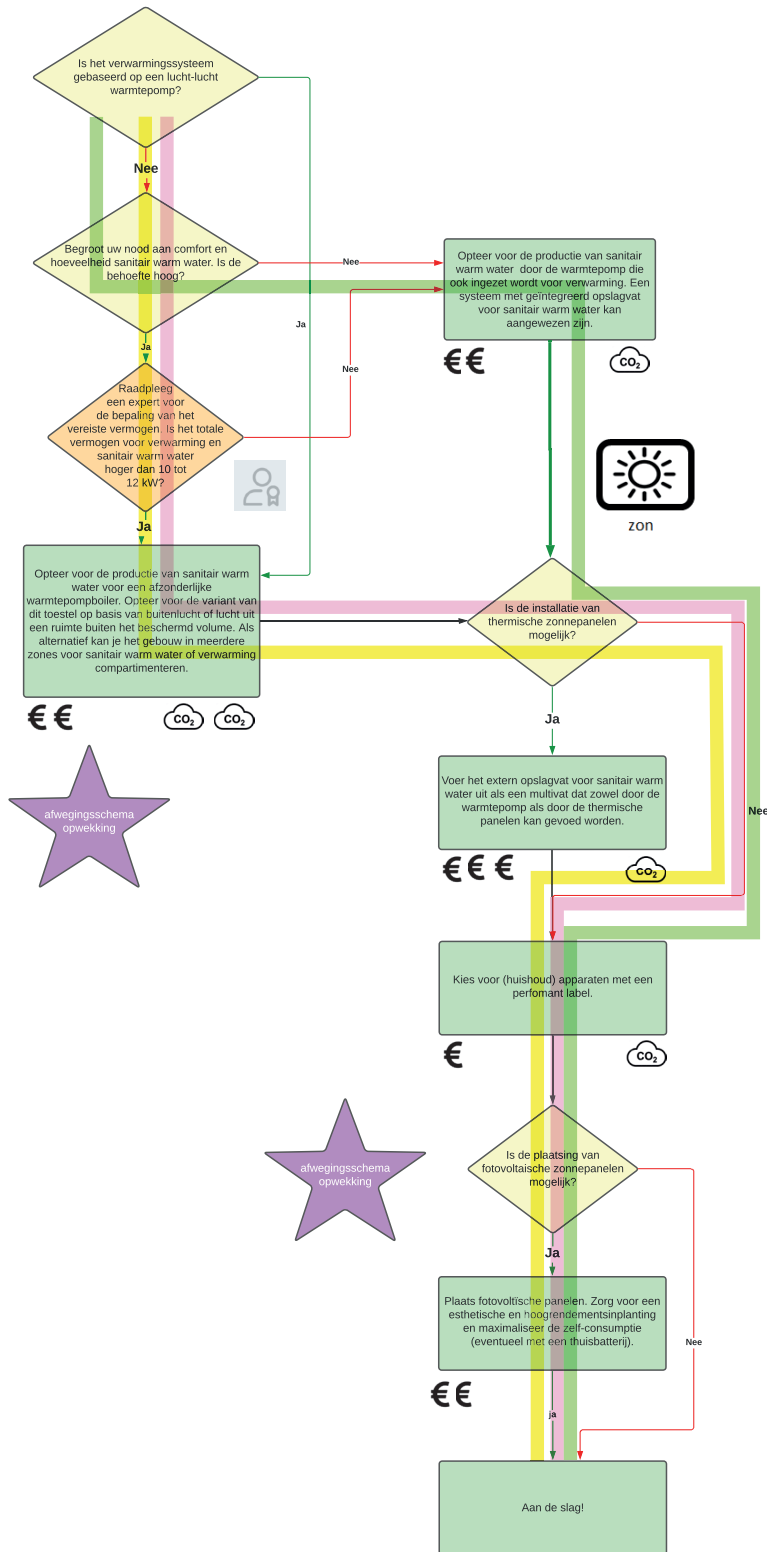 Is het verwarmingssysteem
gebaseerd op een lucht-lucht
warmtepomp?
Nee
Begroot uw nood aan comfort en
hoeveelheid sanitair warm water. Is de
behoefte hoog?
Nee
Opteer voor de productie van sanitair
warm water door de warmtepomp die
ook ingezet wordt voor verwarming. Een
systeem met geïntegreerd opslagvat
voor sanitair warm water kan
aangewezen zijn.
€€
CO2
Ja
Ja
Nee
Raadpleeg
een expert voor
de bepaling van het
vereiste vermogen. Is het totale
vermogen voor verwarming en
sanitair warm water
hoger dan 10 tot
12 kW?
zon
Ja
Opteer voor de productie van sanitair warm
water voor een afzonderlijke
warmtepompboiler. Opteer voor de variant van
dit toestel op basis van buitenlucht of lucht uit
een ruimte buiten het beschermd volume. Als
alternatief kan je het gebouw in meerdere
zones voor sanitair warm water of verwarming
compartimenteren.
€€
CO2 CO2
Is de installatie van
thermische zonnepanelen
mogelijk?
Ja
Nee
afwegingsschema
opwekking
Voer het extern opslagvat voor sanitair warm
water uit als een multivat dat zowel door de
warmtepomp als door de thermische
panelen kan gevoed worden.
€€€
CO2
Kies voor (huishoud) apparaten met een
perfomant label.
€
CO2
afwegingsschema
opwekking
Is de plaatsing van
fotovoltaische zonnepanelen
mogelijk?
Ja
Plaats fotovoltïsche panelen. Zorg voor een
esthetische en hoogrendementsinplanting
en maximaliseer de zelf-consumptie
(eventueel met een thuisbatterij).
Nee
€€
ja
Aan de slag!